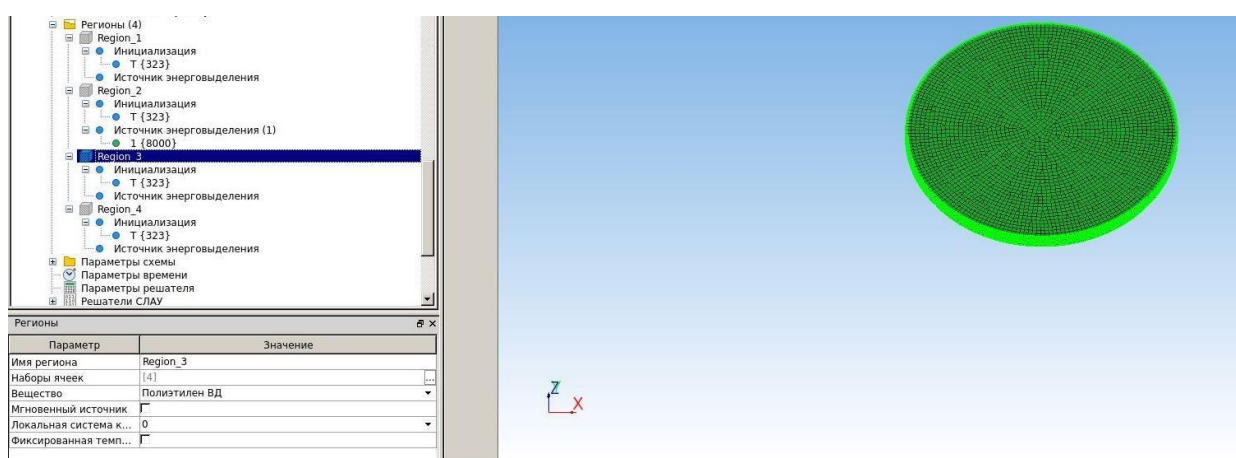 Регионы (4)
Region_1
Инициализация
T {323}
Источник энерговыделения
Region_2
Инициализация
T {323}
Источник энерговыделения (1)
1 {8000}
Region_3
Инициализация
T {323}
Источник энерговыделения
Region_4
Инициализация
T {323}
Источник энерговыделения
Параметры схемы
Параметры времени
Параметры решателя
Решатели СЛАУ
Регионы
Параметр Значение
Имя региона Region_3
Наборы ячеек [4] ...
Вещество Полиэтилен ВД
Мгновенный источник
Локальная система к... 0
Фиксированная темп...
Z
X